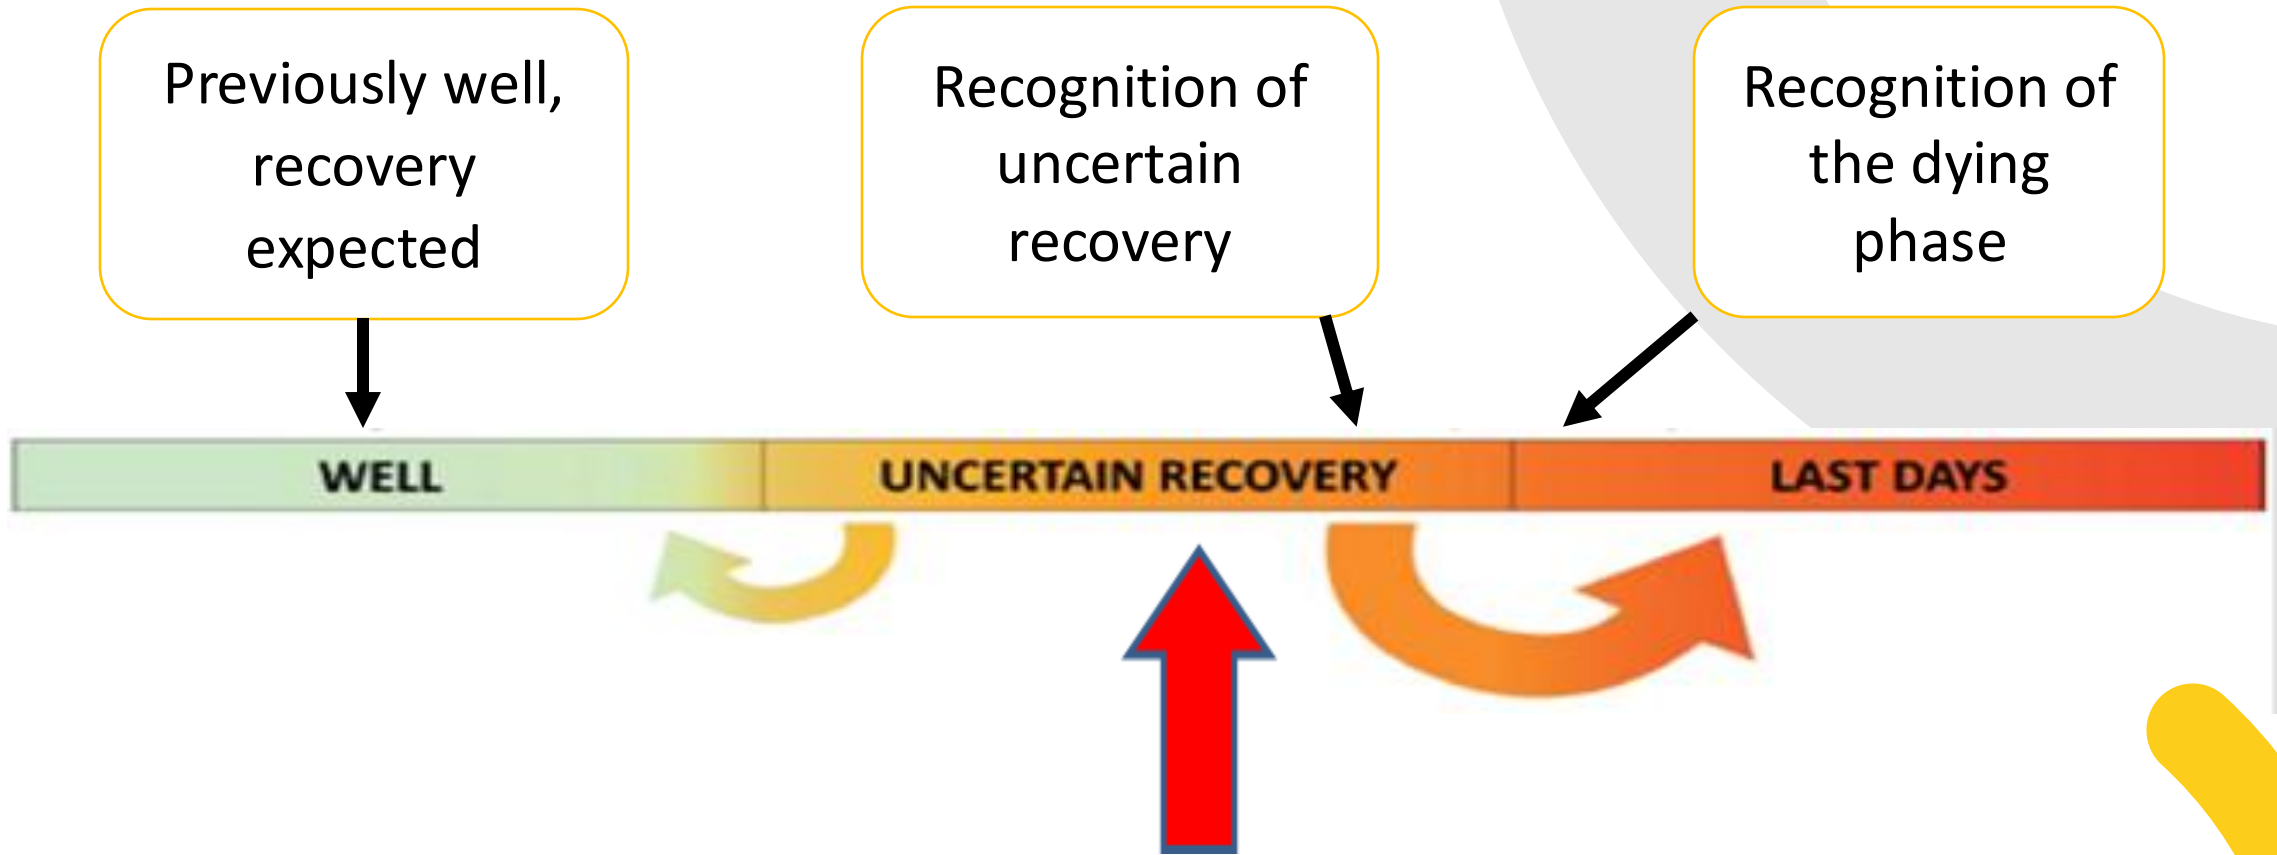 Previously well,
recovery
expected
Recognition of
uncertain
recovery
Recognition of
the dying
phase
WELL
UNCERTAIN RECOVERY
LAST DAYS